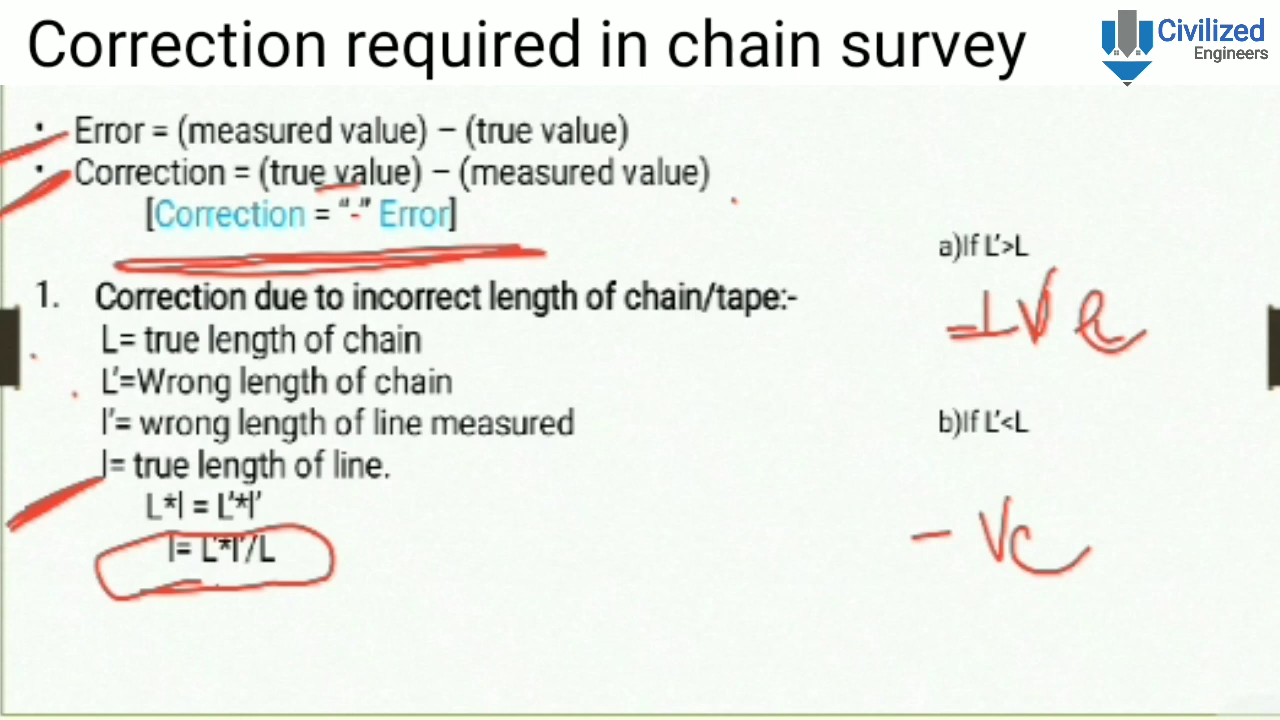 Correction required in chain survey
Civilized
Engineers
• Error = (measured value) – (true value)
• Correction = (true value) – (measured value)
[Correction = “-” Error]
1. Correction due to incorrect length of chain/tape:-
L= true length of chain
L’=Wrong length of chain
l’= wrong length of line measured
l= true length of line.
L*l = L’*l’
l= L’*l’/L
a)If L’>L
b)If L’<L
- Ve